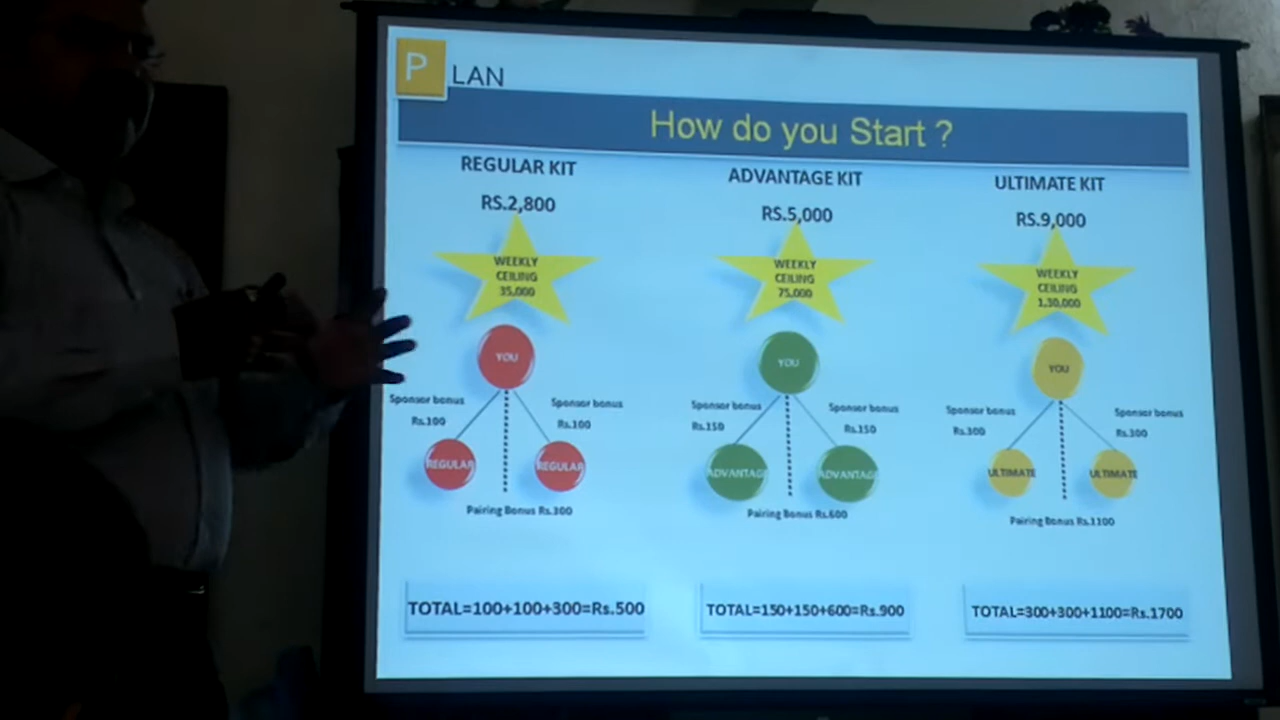 P LAN
How do you Start ?
REGULAR KIT
RS.2,800
WEEKLY
CEILING
35,000
YOU
Sponsor bonus
Rs.100
Sponsor bonus
Rs.100
REGULAR
REGULAR
Pairing Bonus Rs.300
TOTAL=100+100+300=Rs.500
ADVANTAGE KIT
RS.5,000
WEEKLY
CEILING
75,000
YOU
Sponsor bonus
Rs.150
Sponsor bonus
Rs.150
ADVANTAGE
ADVANTAGE
Pairing Bonus Rs.600
TOTAL=150+150+600=Rs.900
ULTIMATE KIT
RS.9,000
WEEKLY
CEILING
1,30,000
YOU
Sponsor bonus
Rs.300
Sponsor bonus
Rs.300
ULTIMATE
ULTIMATE
Pairing Bonus Rs.1100
TOTAL=300+300+1100=Rs.1700